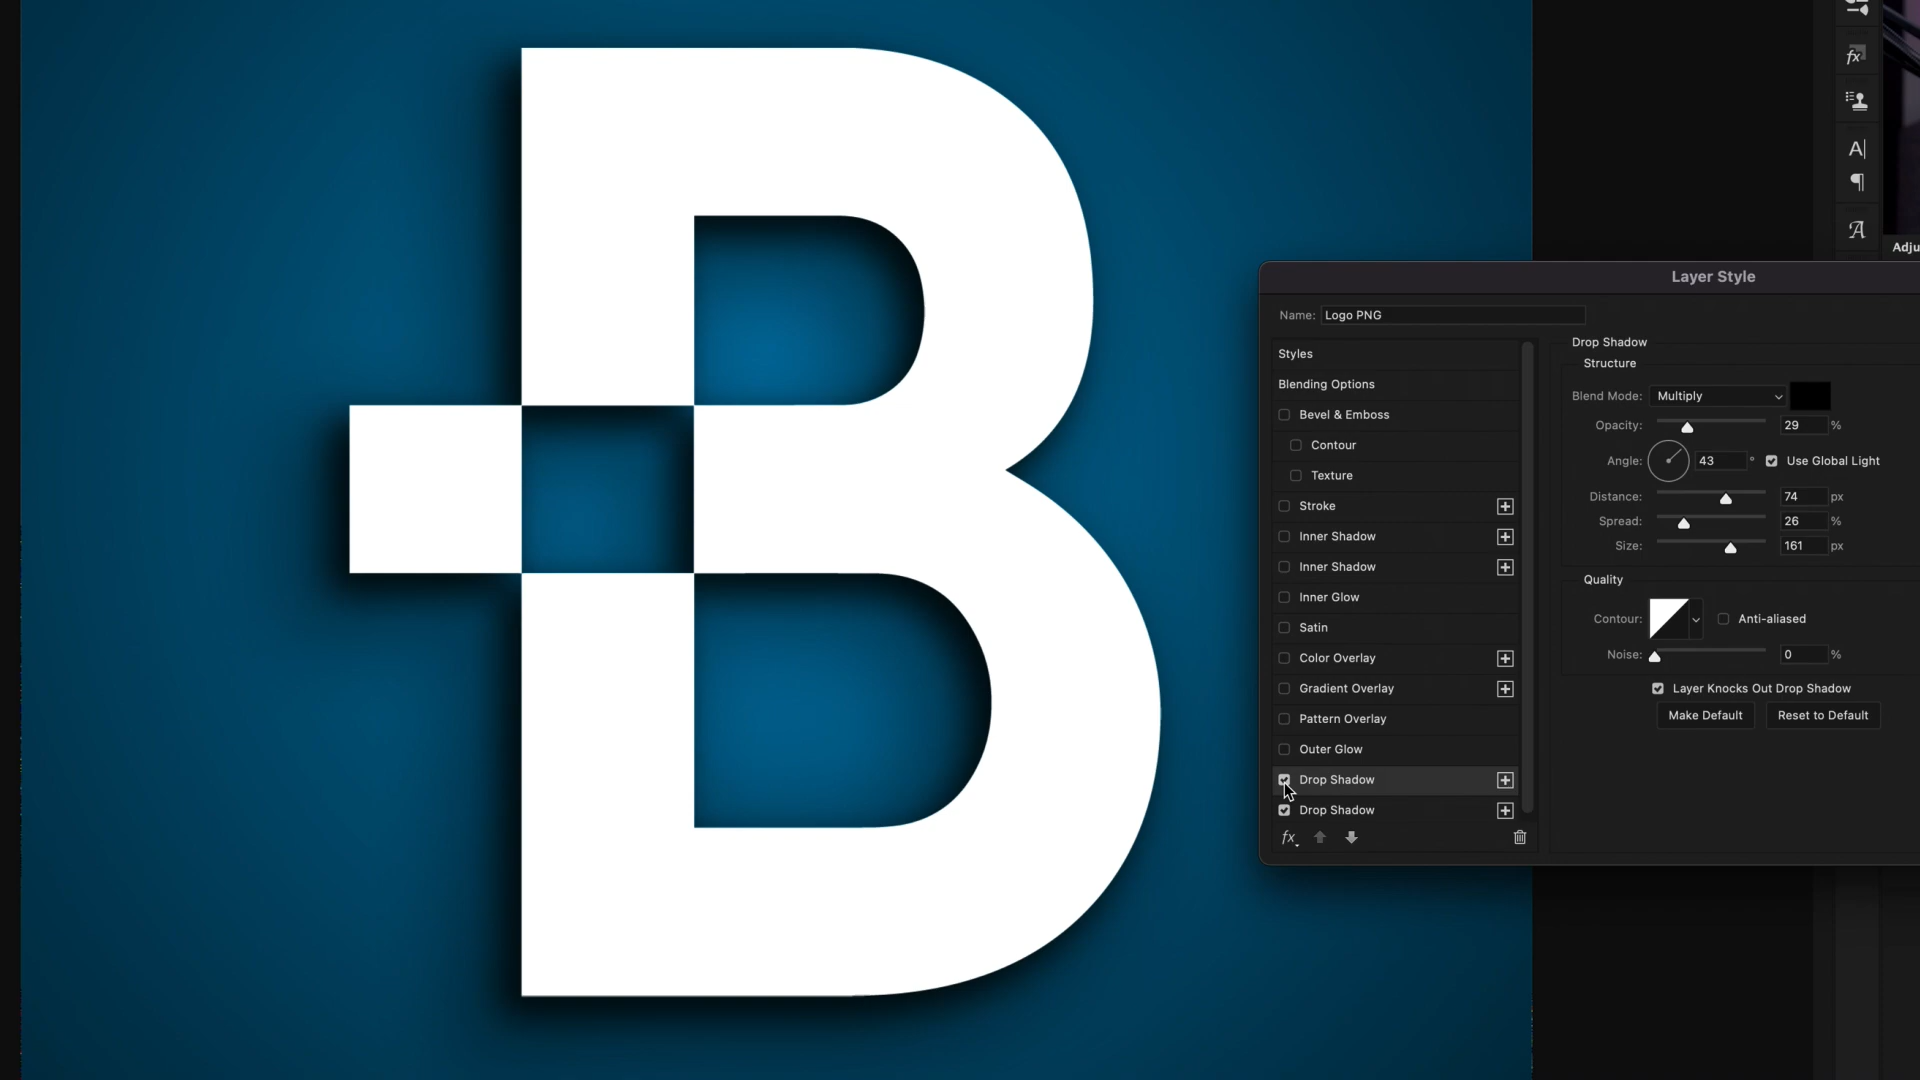 B
fx
A|
¶
A
Adju
Layer Style
Name: Logo PNG
Styles
Blending Options
Bevel & Emboss
Contour
Texture
Stroke
Inner Shadow
Inner Shadow
Inner Glow
Satin
Color Overlay
Gradient Overlay
Pattern Overlay
Outer Glow
Drop Shadow
Drop Shadow
fx
Drop Shadow
Structure
Blend Mode: Multiply
Opacity: 29 %
Angle: 43 ° Use Global Light
Distance: 74 px
Spread: 26 %
Size: 161 px
Quality
Contour: Anti-aliased
Noise: 0 %
Layer Knocks Out Drop Shadow
Make Default Reset to Default